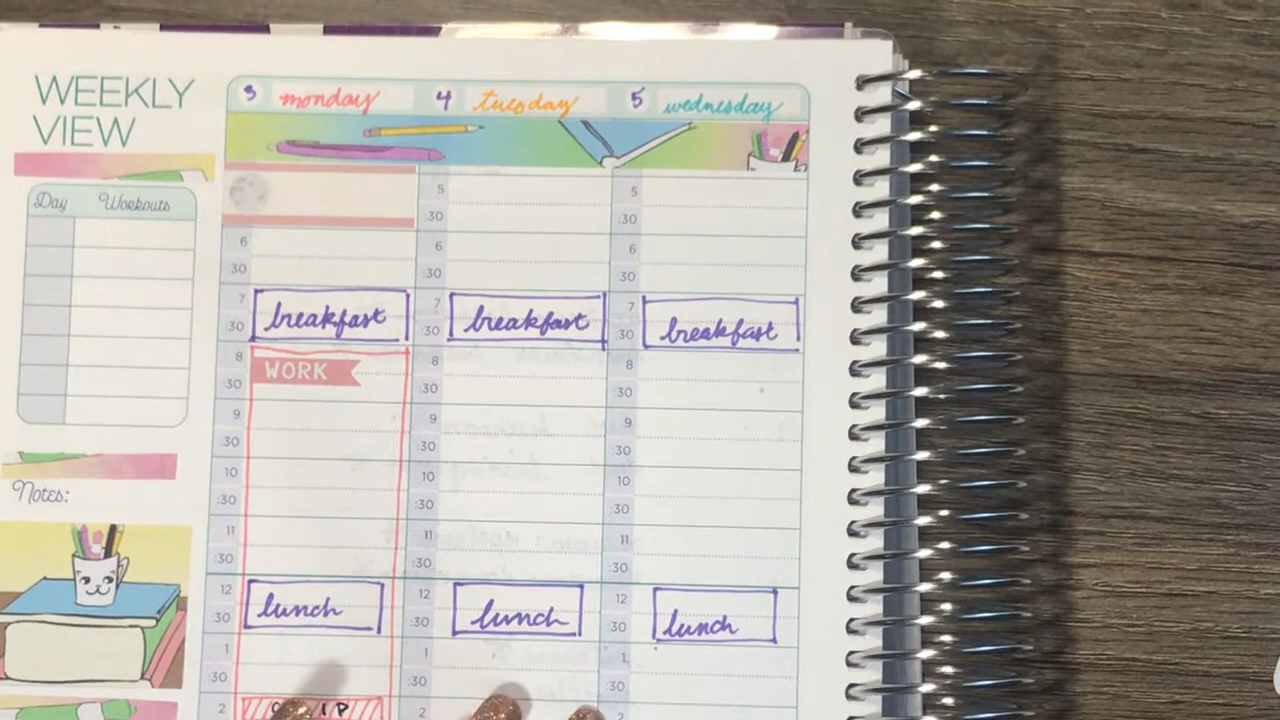 WEEKLY
VIEW
Day Workouts
Notes:
3 monday 4 tuesday 5 wednesday
5 5
:30 :30
6 6 6
:30 :30 :30
7 7 7
breakfast breakfast breakfast
:30 :30 :30
8 8 8
WORK
:30 :30 :30
9 9 9
:30 :30 :30
10 10 10
:30 :30 :30
11 11 11
:30 :30 :30
12 12 12
lunch lunch lunch
:30 :30 :30
1 1 1
:30 :30 :30
2 2 2